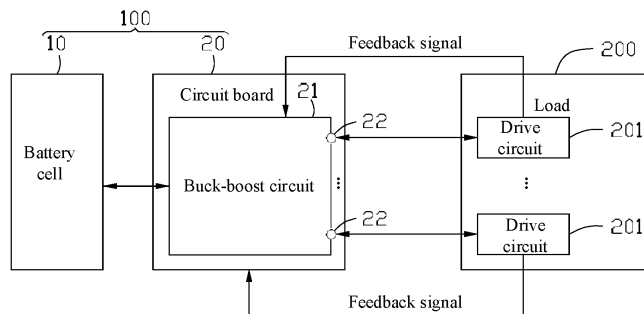 100
10
20
Feedback signal
200
Circuit board
21
22
Load
Drive
circuit
201
Battery
cell
Buck-boost circuit
22
Drive
circuit
201
Feedback signal